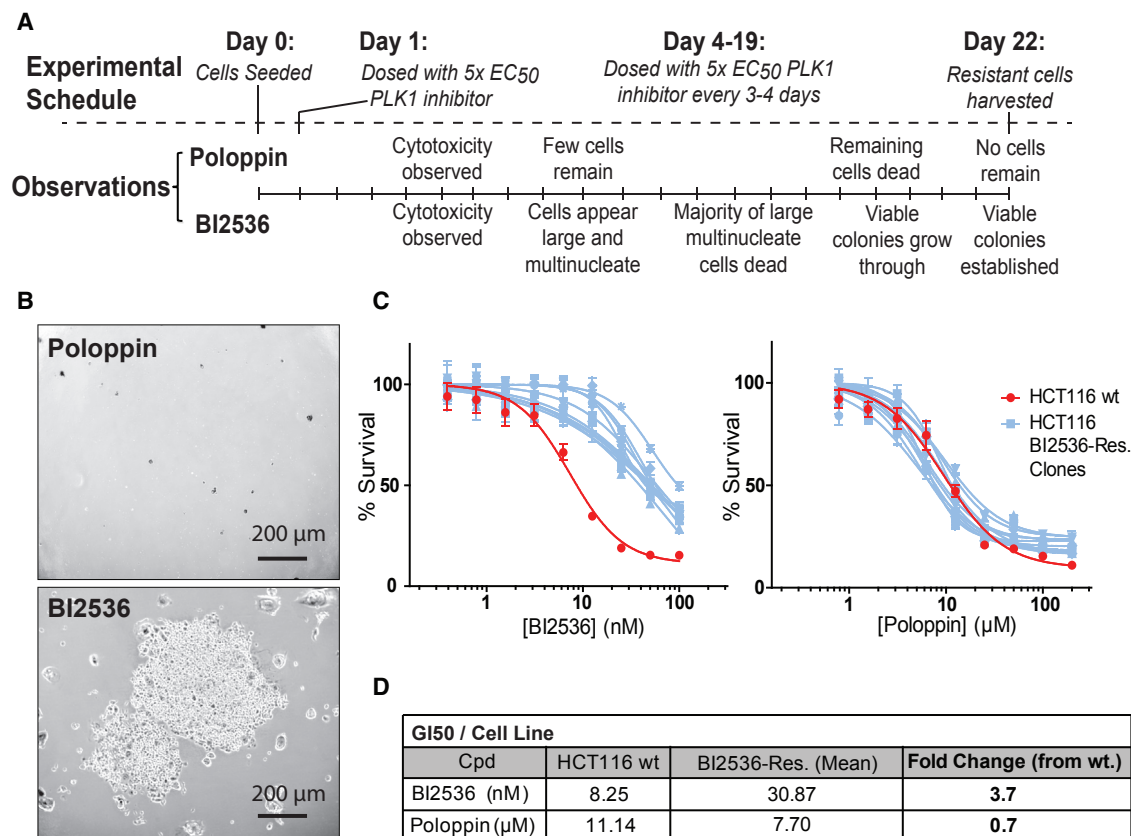 A
Experimental
Schedule
Day 0:
Cells Seeded
Day 1:
Dosed with 5x EC50
PLK1 inhibitor
Day 4-19:
Dosed with 5x EC50 PLK1
inhibitor every 3-4 days
Day 22:
Resistant cells
harvested
Observations
Poloppin
Cytotoxicity
observed
Few cells
remain
Remaining
cells dead
No cells
remain
BI2536
Cytotoxicity
observed
Cells appear
large and
multinucleate
Majority of large
multinucleate
cells dead
Viable
colonies grow
through
Viable
colonies
established
B
Poloppin
200 µm
BI2536
200 µm
C
% Survival
100
50
0
1
10
100
[BI2536] (nM)
% Survival
100
50
0
1
10
100
[Poloppin] (µM)
HCT116 wt
HCT116
BI2536-Res.
Clones
D
GI50 / Cell Line
Cpd HCT116 wt BI2536-Res. (Mean) Fold Change (from wt.)
BI2536 (nM) 8.25 30.87 3.7
Poloppin (µM) 11.14 7.70 0.7